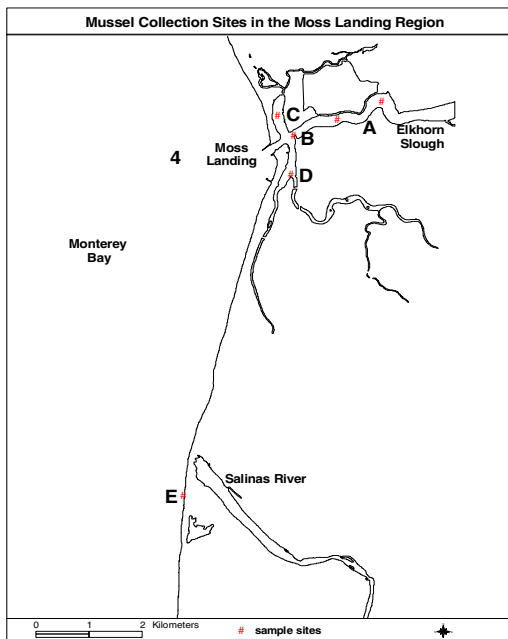 Mussel Collection Sites in the Moss Landing Region
#
# C
#
A
# B
Elkhorn
Slough
Moss
Landing
4
# D
Monterey
Bay
Salinas River
E #
0 1 2 Kilometers
# sample sites